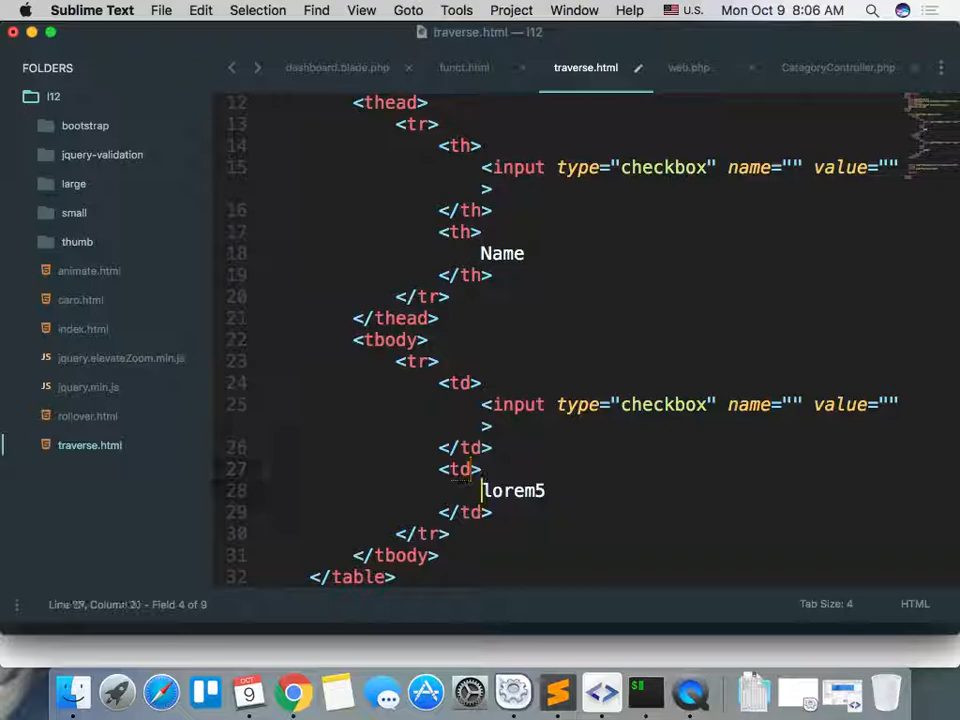 Sublime Text File Edit Selection Find View Goto Tools Project Window Help U.S. Mon Oct 9 8:06 AM
traverse.html — l12
FOLDERS
l12
bootstrap
jquery-validation
large
small
thumb
animate.html
caro.html
index.html
JS jquery.elevateZoom.min.js
JS jquery.min.js
rollover.html
traverse.html
dashboard.blade.php × funct.html × traverse.html web.php × CategoryController.php
12 <thead>
13 <tr>
14 <th>
15 <input type="checkbox" name="" value=""
>
16 </th>
17 <th>
18 Name
19 </th>
20 </tr>
21 </thead>
22 <tbody>
23 <tr>
24 <td>
25 <input type="checkbox" name="" value=""
>
26 </td>
27 <td>
28 lorem5
29 </td>
30 </tr>
31 </tbody>
32 </table>
Column 20 - Field 4 of 9 Tab Size: 4 HTML
OCT
9